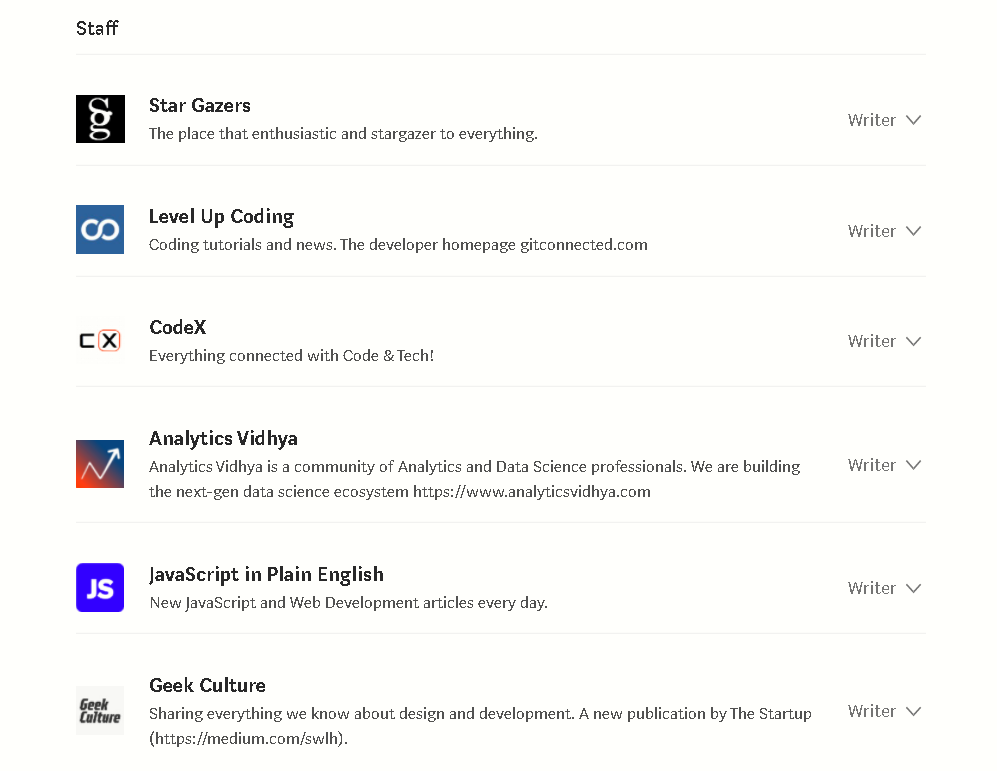 Staff
g
Star Gazers
The place that enthusiastic and stargazer to everything.
Writer
Level Up Coding
Coding tutorials and news. The developer homepage gitconnected.com
Writer
C X
CodeX
Everything connected with Code & Tech!
Writer
Analytics Vidhya
Analytics Vidhya is a community of Analytics and Data Science professionals. We are building
the next-gen data science ecosystem https://www.analyticsvidhya.com
Writer
JS
JavaScript in Plain English
New JavaScript and Web Development articles every day.
Writer
Geek
Culture
Geek Culture
Sharing everything we know about design and development. A new publication by The Startup
(https://medium.com/swlh).
Writer